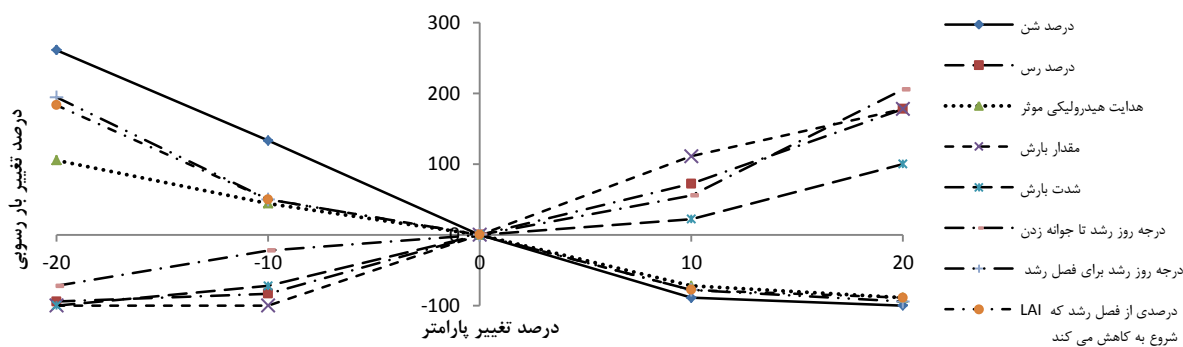 300
200
100
0
-100
-20
-10
0
10
20
درصد تغییر بار رسوبی
درصد تغییر پارامتر
درصد شن
درصد رس
هدایت هیدرولیکی موثر
مقدار بارش
شدت بارش
درجه روز رشد تا جوانه زدن
درجه روز رشد برای فصل رشد
درصدی از فصل رشد که LAI
شروع به کاهش می کند